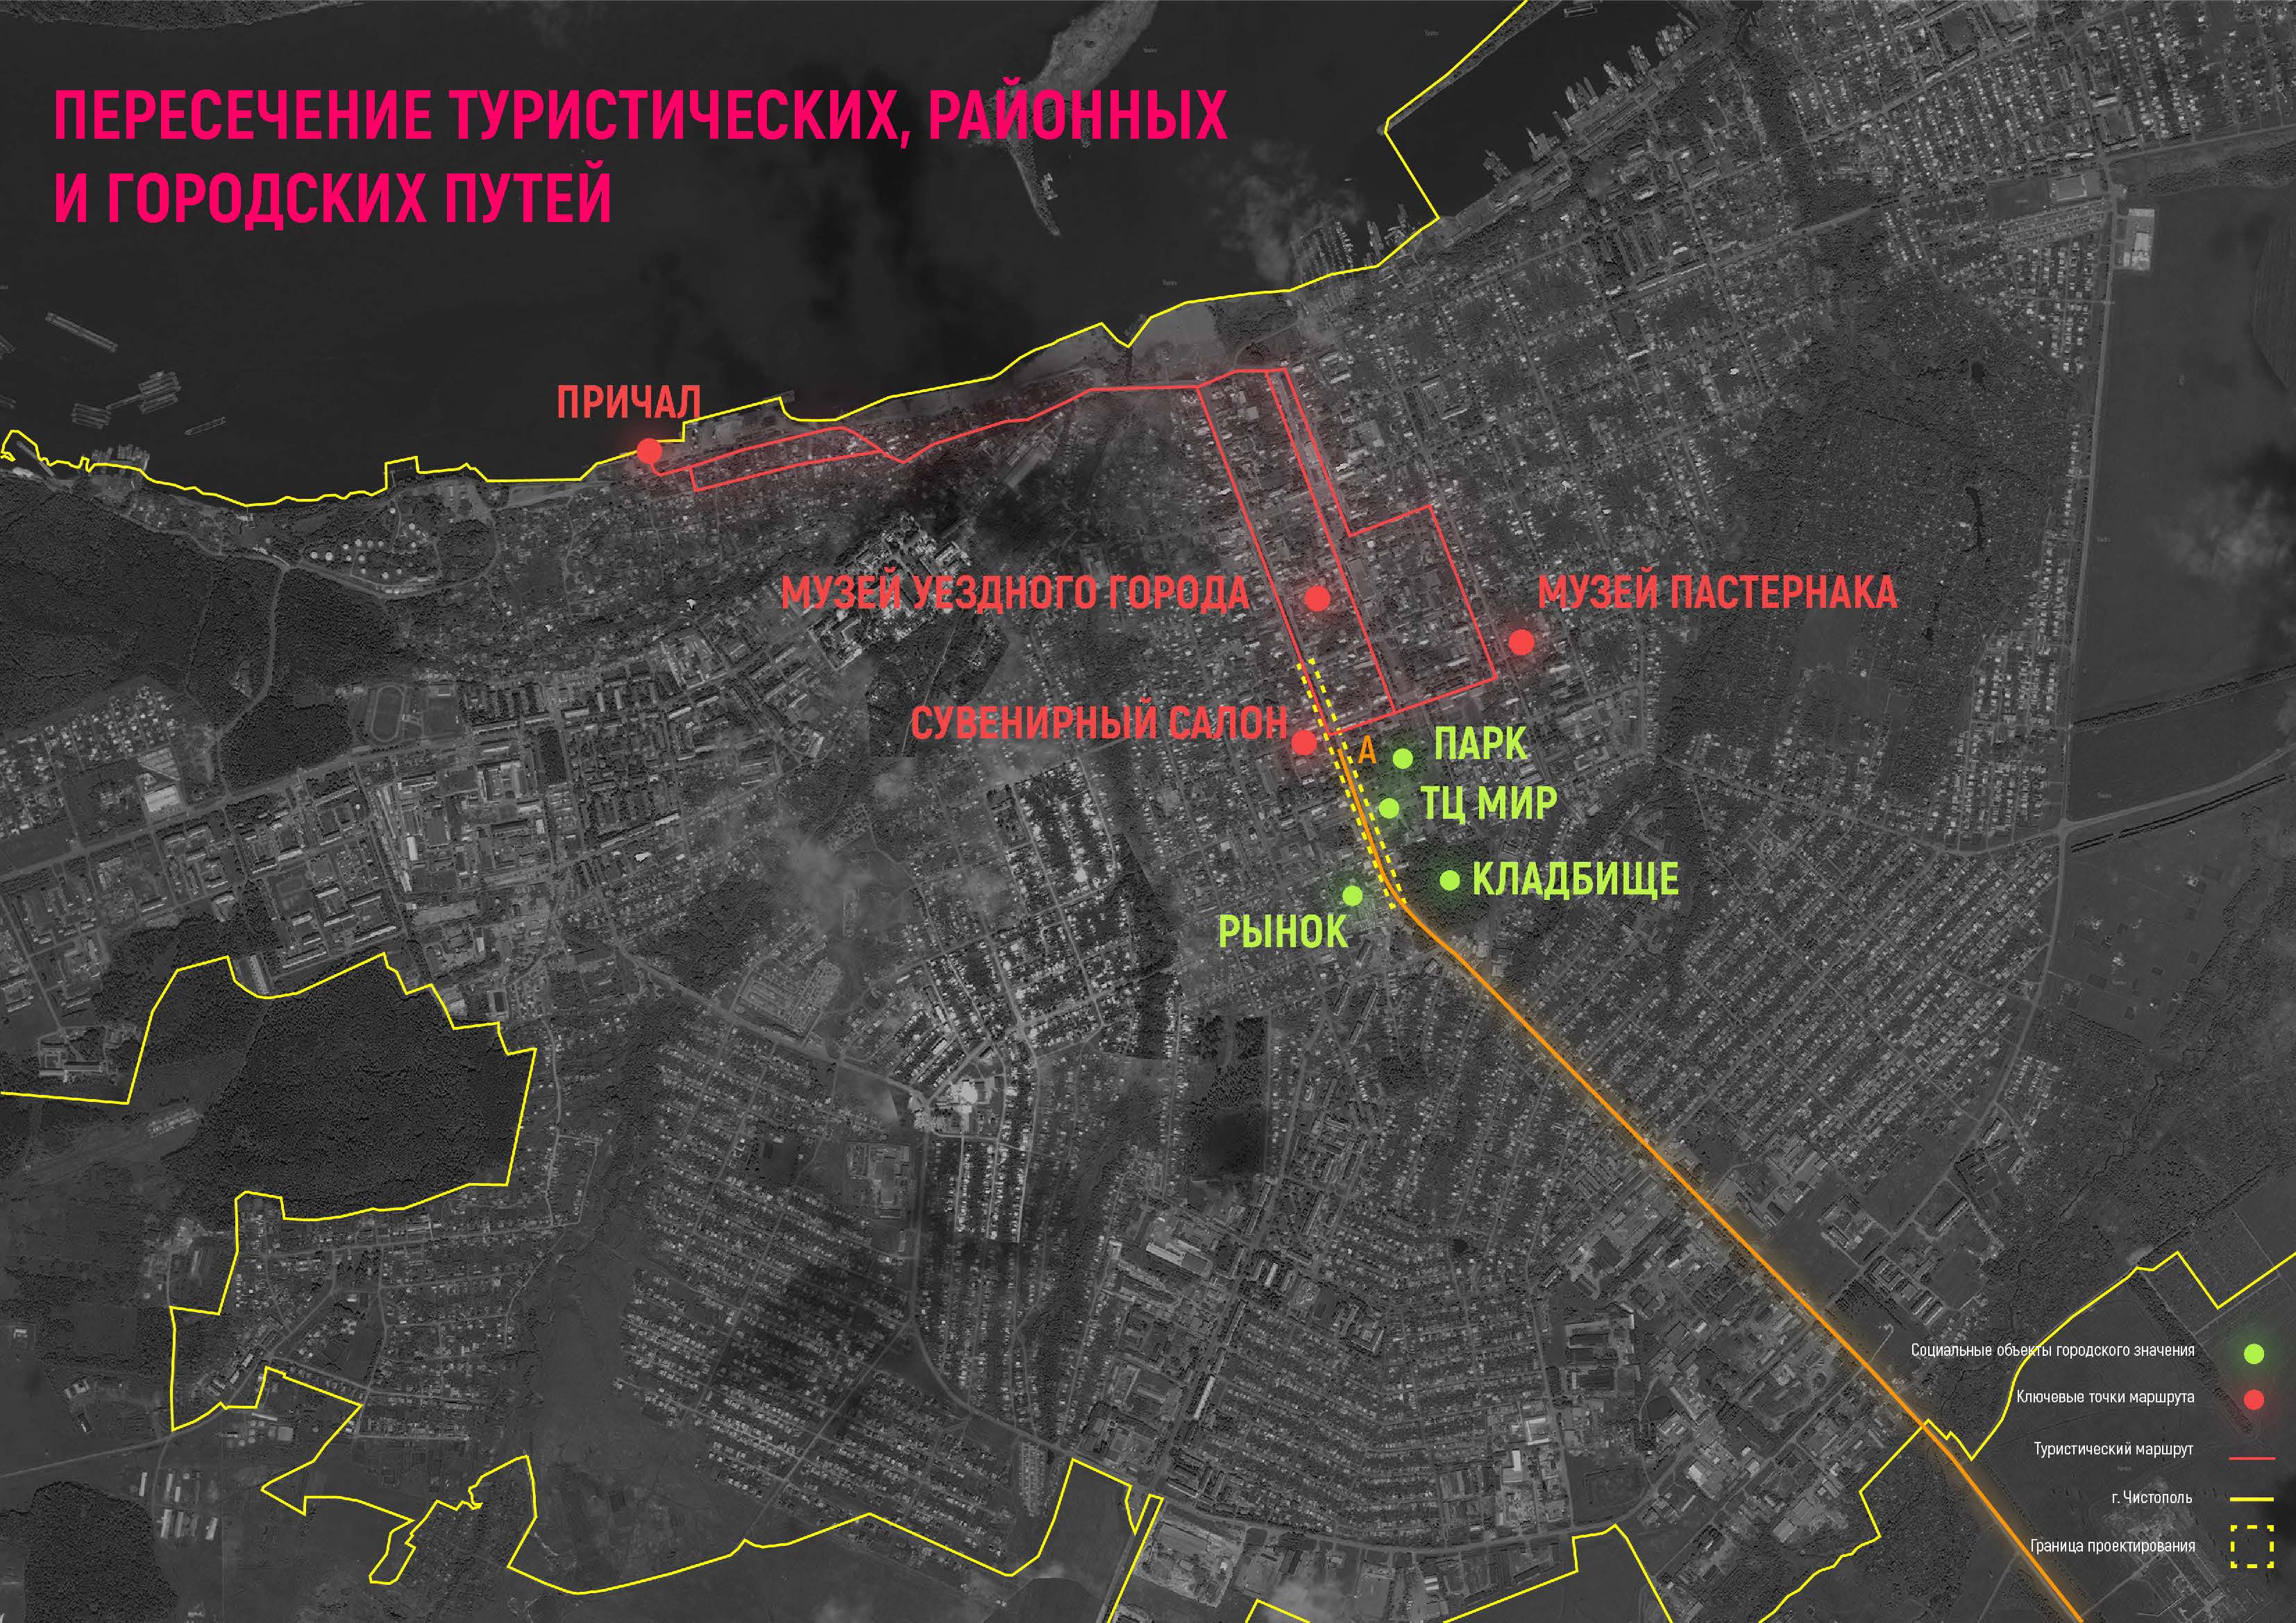 ПЕРЕСЕЧЕНИЕ ТУРИСТИЧЕСКИХ, РАЙОННЫХ
И ГОРОДСКИХ ПУТЕЙ
ПРИЧАЛ
МУЗЕЙ УЕЗДНОГО ГОРОДА
МУЗЕЙ ПАСТЕРНАКА
СУВЕНИРНЫЙ САЛОН
А
ПАРК
ТЦ МИР
КЛАДБИЩЕ
РЫНОК
Социальные объекты городского значения
Ключевые точки маршрута
Туристический маршрут
г. Чистополь
Граница проектирования